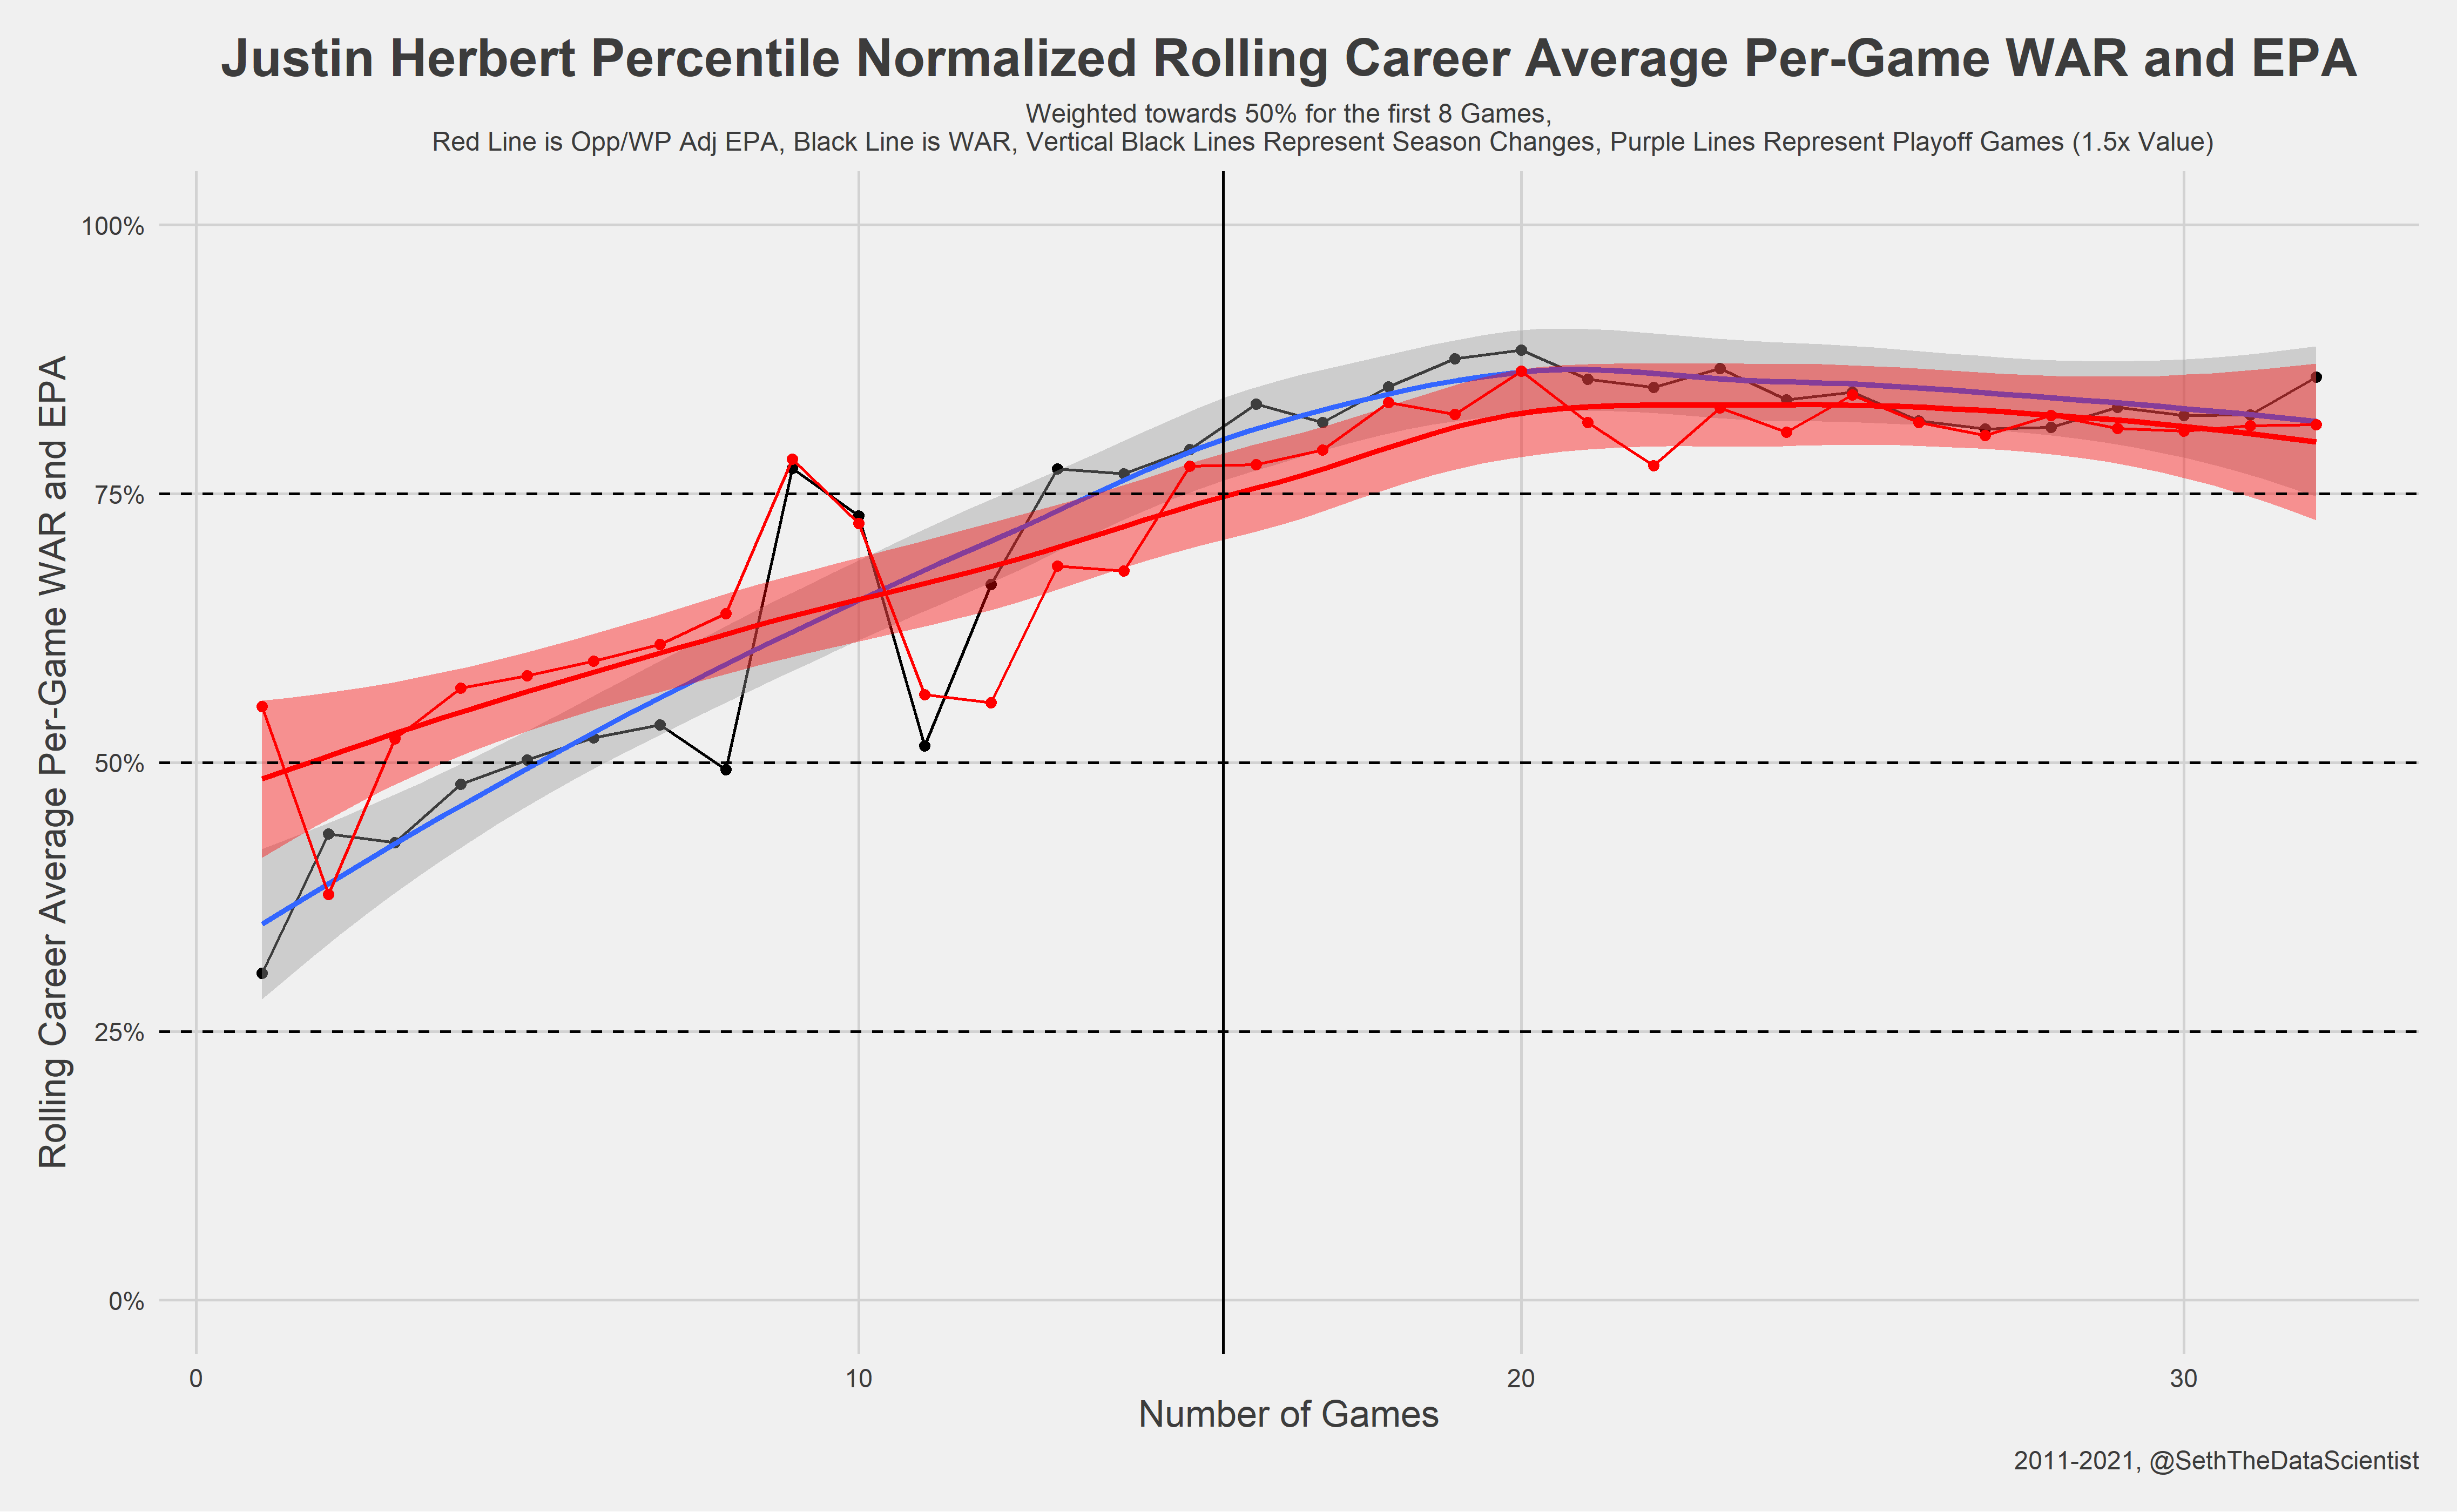 Justin Herbert Percentile Normalized Rolling Career Average Per-Game WAR and EPA
Weighted towards 50% for the first 8 Games,
Red Line is Opp/WP Adj EPA, Black Line is WAR, Vertical Black Lines Represent Season Changes, Purple Lines Represent Playoff Games (1.5x Value)
Rolling Career Average Per-Game WAR and EPA
100%
75%
50%
25%
0%
0
10
20
30
Number of Games
2011-2021, @SethTheDataScientist